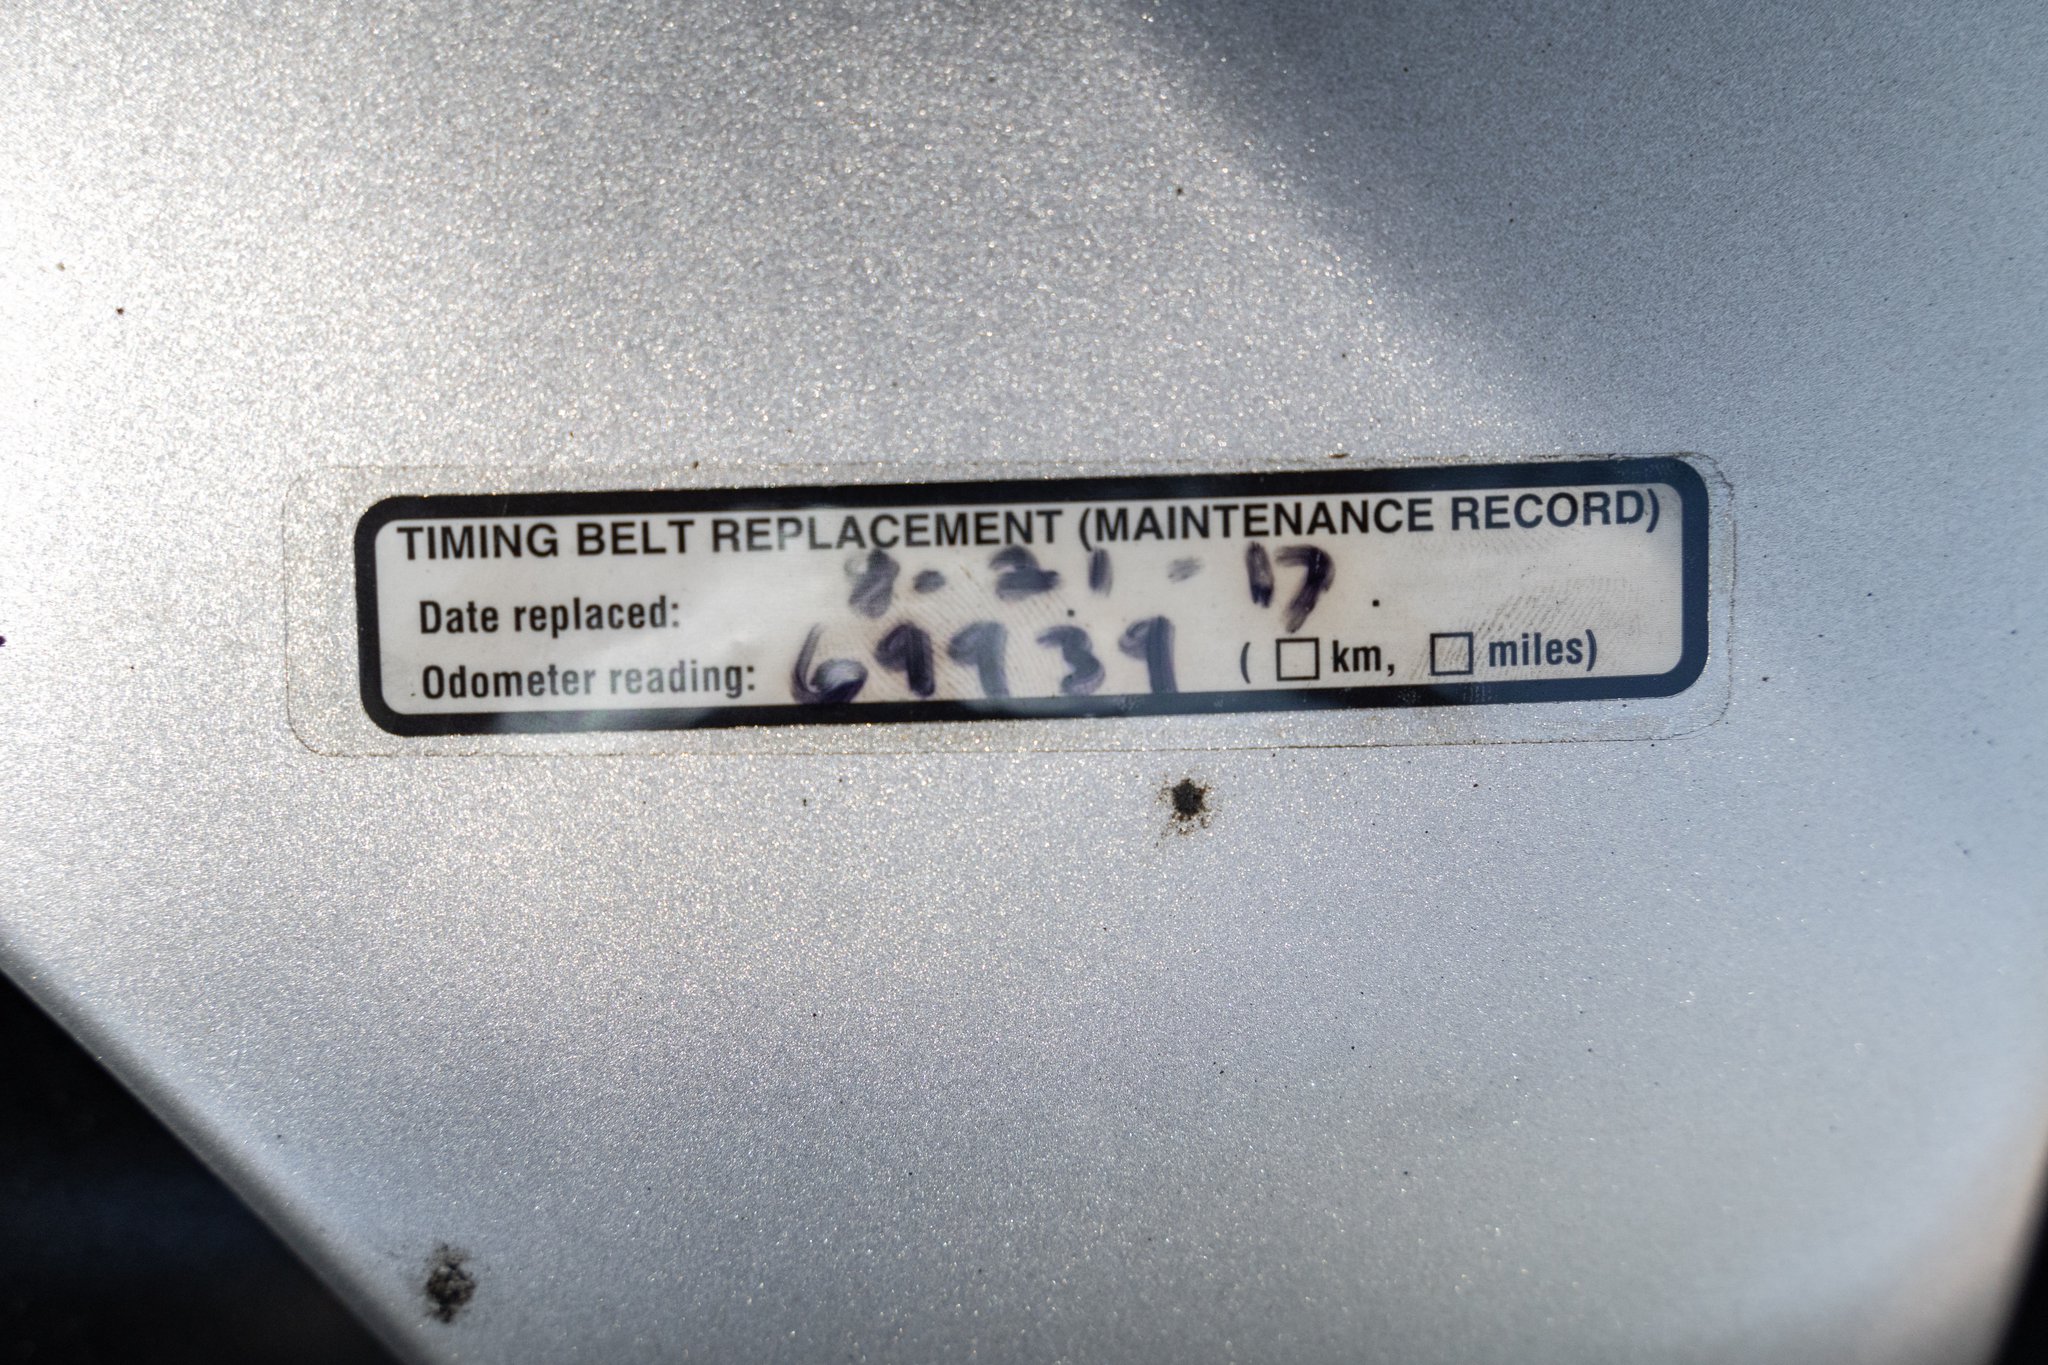 TIMING BELT REPLACEMENT (MAINTENANCE RECORD)
Date replaced: 8-21-17
Odometer reading: 69939 ( □ km, □ miles)